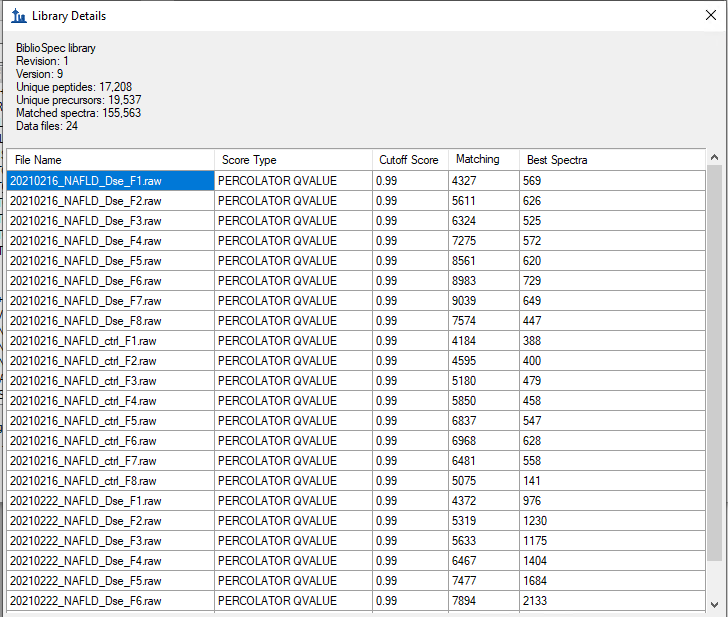 Library Details
BiblioSpec library
Revision: 1
Version: 9
Unique peptides: 17,208
Unique precursors: 19,537
Matched spectra: 155,563
Data files: 24
File Name Score Type Cutoff Score Matching Best Spectra
20210216_NAFLD_Dse_F1.raw PERCOLATOR QVALUE 0.99 4327 569
20210216_NAFLD_Dse_F2.raw PERCOLATOR QVALUE 0.99 5611 626
20210216_NAFLD_Dse_F3.raw PERCOLATOR QVALUE 0.99 6324 525
20210216_NAFLD_Dse_F4.raw PERCOLATOR QVALUE 0.99 7275 572
20210216_NAFLD_Dse_F5.raw PERCOLATOR QVALUE 0.99 8561 620
20210216_NAFLD_Dse_F6.raw PERCOLATOR QVALUE 0.99 8983 729
20210216_NAFLD_Dse_F7.raw PERCOLATOR QVALUE 0.99 9039 649
20210216_NAFLD_Dse_F8.raw PERCOLATOR QVALUE 0.99 7574 447
20210216_NAFLD_ctrl_F1.raw PERCOLATOR QVALUE 0.99 4184 388
20210216_NAFLD_ctrl_F2.raw PERCOLATOR QVALUE 0.99 4595 400
20210216_NAFLD_ctrl_F3.raw PERCOLATOR QVALUE 0.99 5180 479
20210216_NAFLD_ctrl_F4.raw PERCOLATOR QVALUE 0.99 5850 458
20210216_NAFLD_ctrl_F5.raw PERCOLATOR QVALUE 0.99 6837 547
20210216_NAFLD_ctrl_F6.raw PERCOLATOR QVALUE 0.99 6968 628
20210216_NAFLD_ctrl_F7.raw PERCOLATOR QVALUE 0.99 6481 558
20210216_NAFLD_ctrl_F8.raw PERCOLATOR QVALUE 0.99 5075 141
20210222_NAFLD_Dse_F1.raw PERCOLATOR QVALUE 0.99 4372 976
20210222_NAFLD_Dse_F2.raw PERCOLATOR QVALUE 0.99 5319 1230
20210222_NAFLD_Dse_F3.raw PERCOLATOR QVALUE 0.99 5633 1175
20210222_NAFLD_Dse_F4.raw PERCOLATOR QVALUE 0.99 6467 1404
20210222_NAFLD_Dse_F5.raw PERCOLATOR QVALUE 0.99 7477 1684
20210222_NAFLD_Dse_F6.raw PERCOLATOR QVALUE 0.99 7894 2133